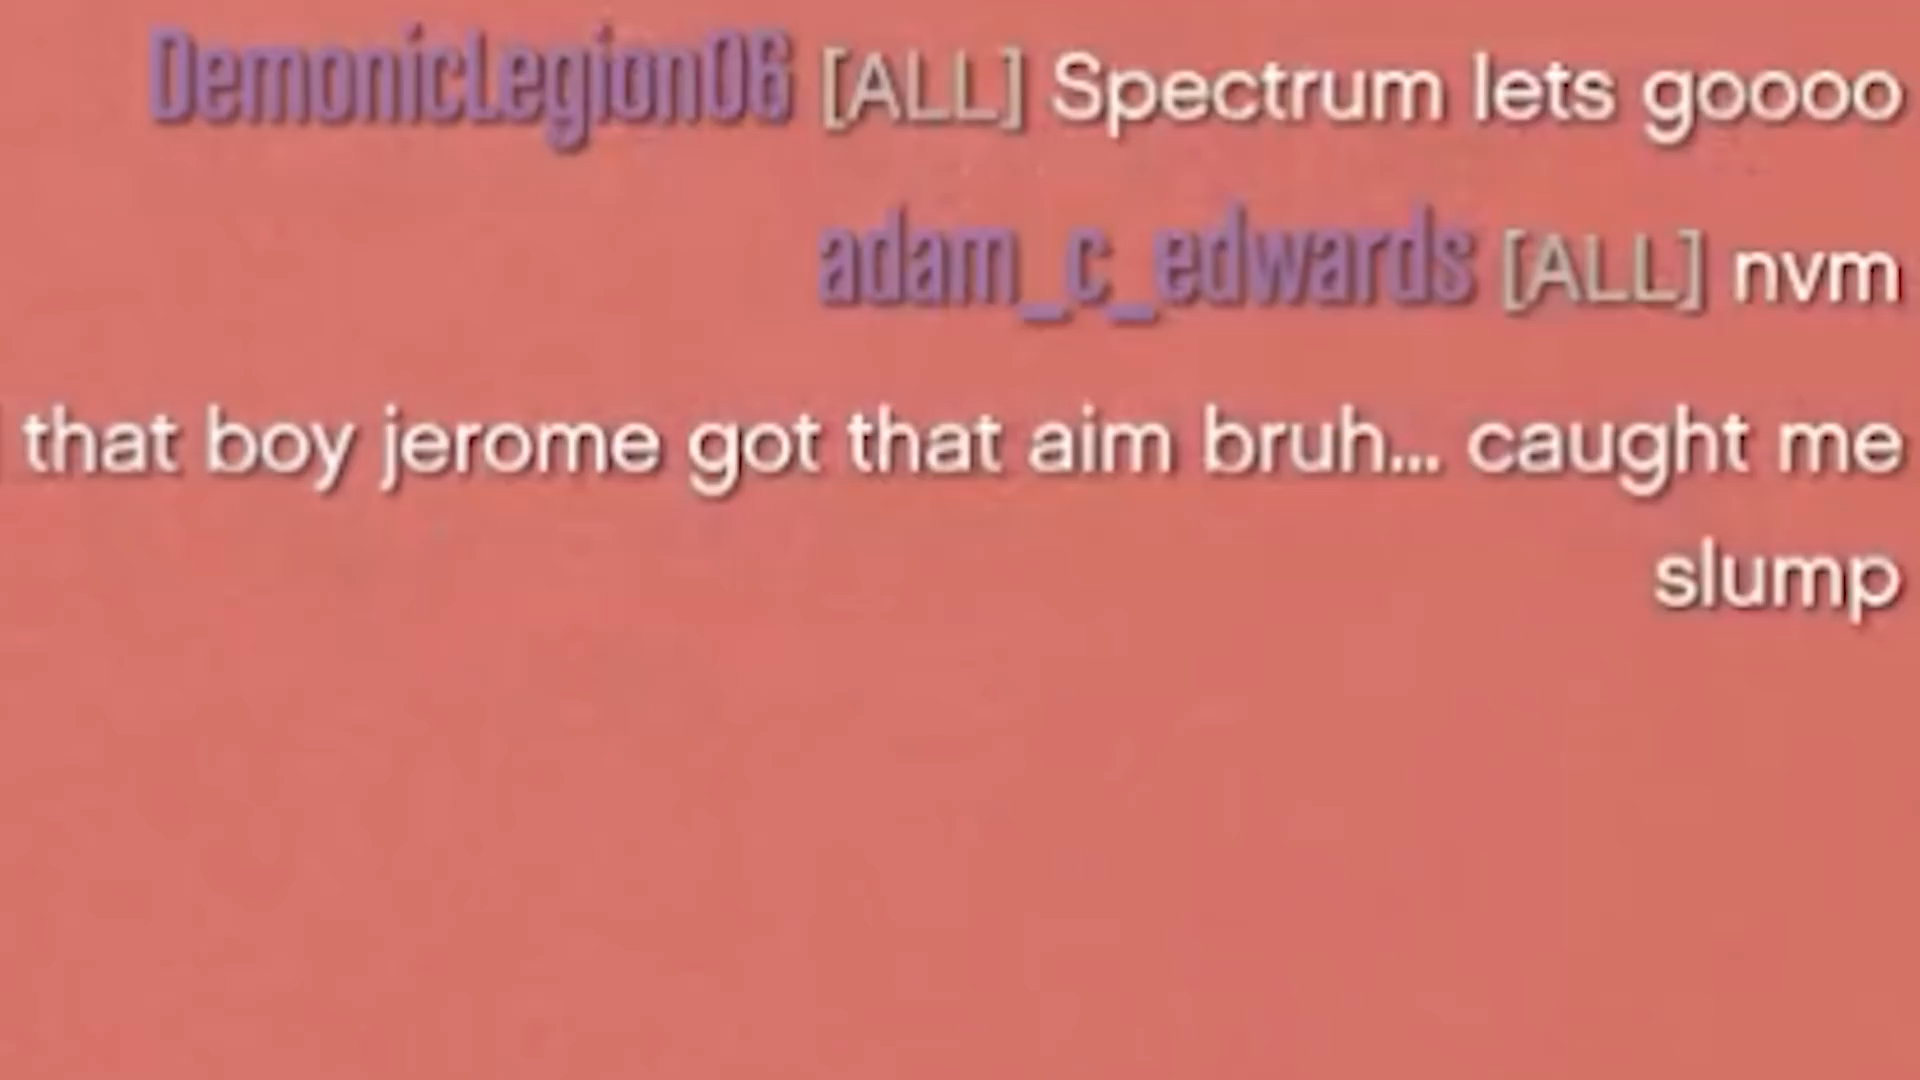 DemonicLegion06 [ALL] Spectrum lets goooo
adam_c_edwards [ALL] nvm
that boy jerome got that aim bruh... caught me
slump